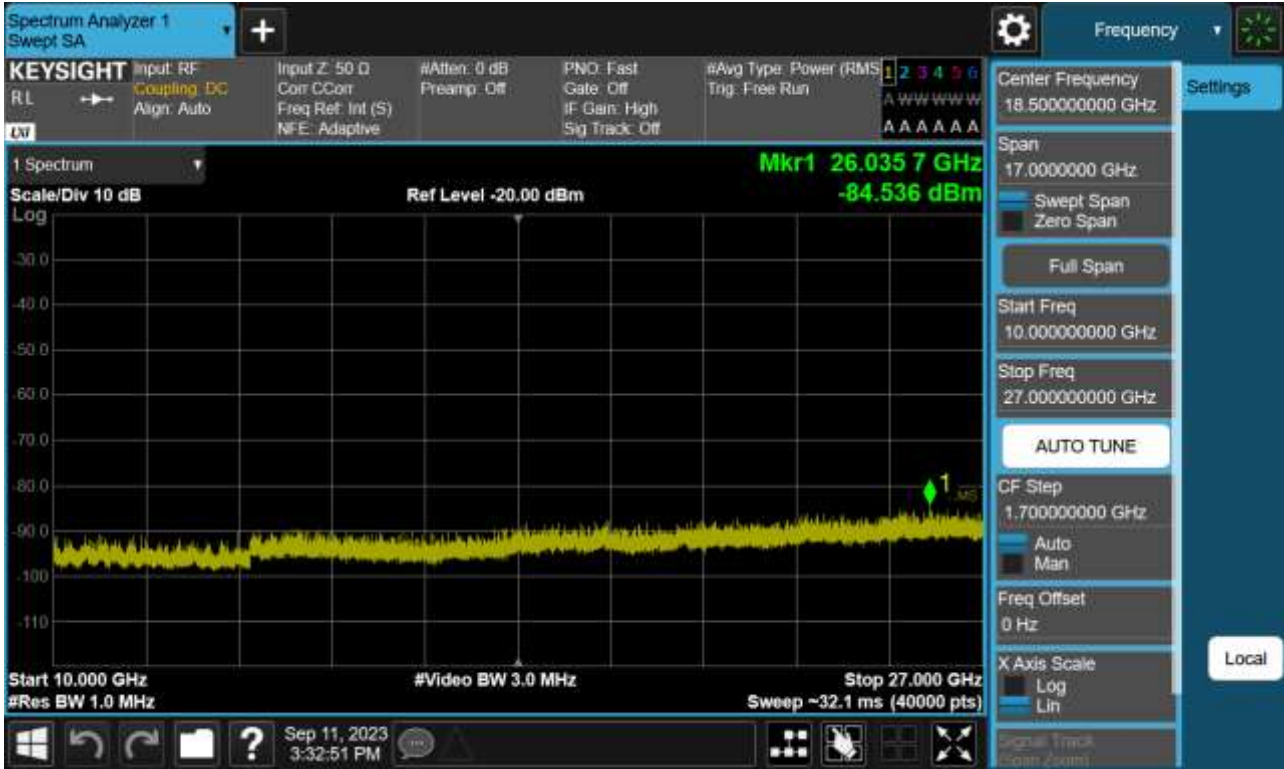 Spectrum Analyzer 1
Swept SA
+
Frequency
KEYSIGHT
RL
LXI
Input: RF
Coupling: DC
Align: Auto
Input Z: 50 Ω
Corr CCorr
Freq Ref: Int (S)
NFE: Adaptive
#Atten: 0 dB
Preamp: Off
PNO: Fast
Gate: Off
IF Gain: High
Sig Track: Off
#Avg Type: Power (RMS
Trig: Free Run
1 2 3 4 5 6
A W W W W W
A A A A A A
1 Spectrum
Mkr1 26.035 7 GHz
Scale/Div 10 dB
Ref Level -20.00 dBm
-84.536 dBm
Log
-30.0
-40.0
-50.0
-60.0
-70.0
-80.0
-90.0
-100
-110
1
Start 10.000 GHz
#Video BW 3.0 MHz
Stop 27.000 GHz
#Res BW 1.0 MHz
Sweep ~32.1 ms (40000 pts)
Sep 11, 2023
3:32:51 PM
?
Center Frequency
18.500000000 GHz
Settings
Span
17.0000000 GHz
Swept Span
Zero Span
Full Span
Start Freq
10.000000000 GHz
Stop Freq
27.000000000 GHz
AUTO TUNE
CF Step
1.700000000 GHz
Auto
Man
Freq Offset
0 Hz
X Axis Scale
Log
Lin
Local
Signal Track
(Span Zoom)